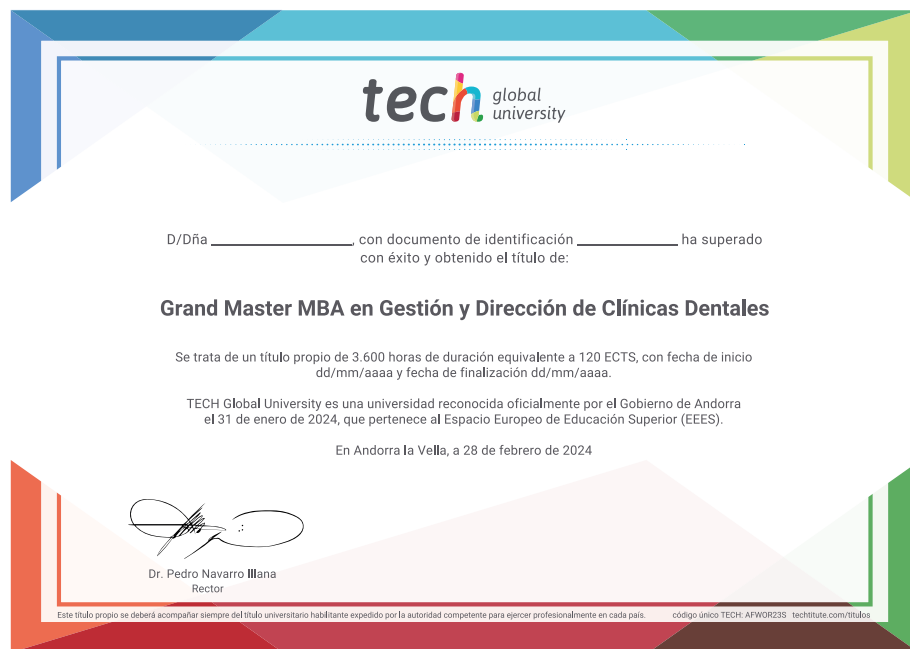 tech global university
D/Dña ________________, con documento de identificación ____________ ha superado
con éxito y obtenido el título de:
Grand Master MBA en Gestión y Dirección de Clínicas Dentales
Se trata de un título propio de 3.600 horas de duración equivalente a 120 ECTS, con fecha de inicio
dd/mm/aaaa y fecha de finalización dd/mm/aaaa.
TECH Global University es una universidad reconocida oficialmente por el Gobierno de Andorra
el 31 de enero de 2024, que pertenece al Espacio Europeo de Educación Superior (EEES).
En Andorra la Vella, a 28 de febrero de 2024
Dr. Pedro Navarro Illana
Rector
Este título propio se deberá acompañar siempre del título universitario habilitante expedido por la autoridad competente para ejercer profesionalmente en cada país. código único TECH: AFWOR23S techtitute.com/titulos